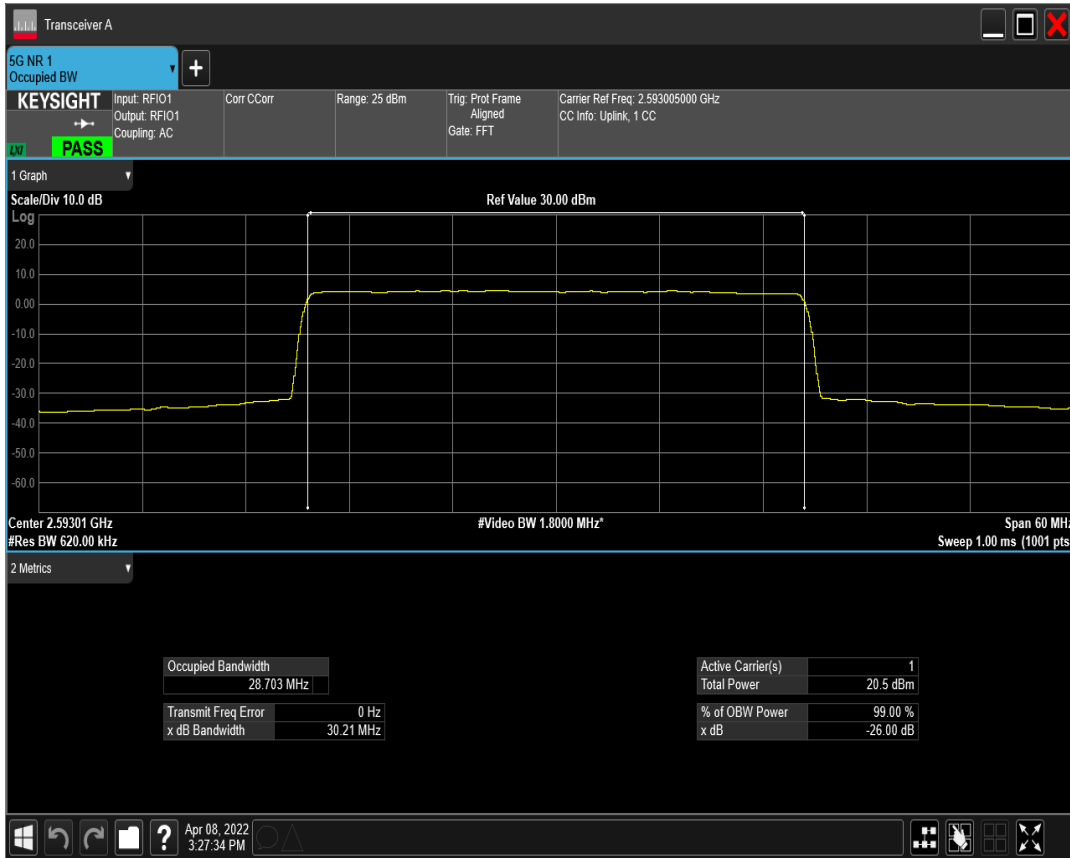 Transceiver A
5G NR 1
Occupied BW
+
KEYSIGHT
LXI
PASS
Input: RFIO1
Output: RFIO1
Coupling: AC
Corr CCorr
Range: 25 dBm
Trig: Prot Frame
Aligned
Gate: FFT
Carrier Ref Freq: 2.593005000 GHz
CC Info: Uplink, 1 CC
1 Graph
Scale/Div 10.0 dB
Ref Value 30.00 dBm
Log
20.0
10.0
0.00
-10.0
-20.0
-30.0
-40.0
-50.0
-60.0
Center 2.59301 GHz
#Video BW 1.8000 MHz*
Span 60 MHz
#Res BW 620.00 kHz
Sweep 1.00 ms (1001 pts
2 Metrics
Occupied Bandwidth
28.703 MHz
Transmit Freq Error 0 Hz
x dB Bandwidth 30.21 MHz
Active Carrier(s) 1
Total Power 20.5 dBm
% of OBW Power 99.00 %
x dB -26.00 dB
?
Apr 08, 2022
3:27:34 PM